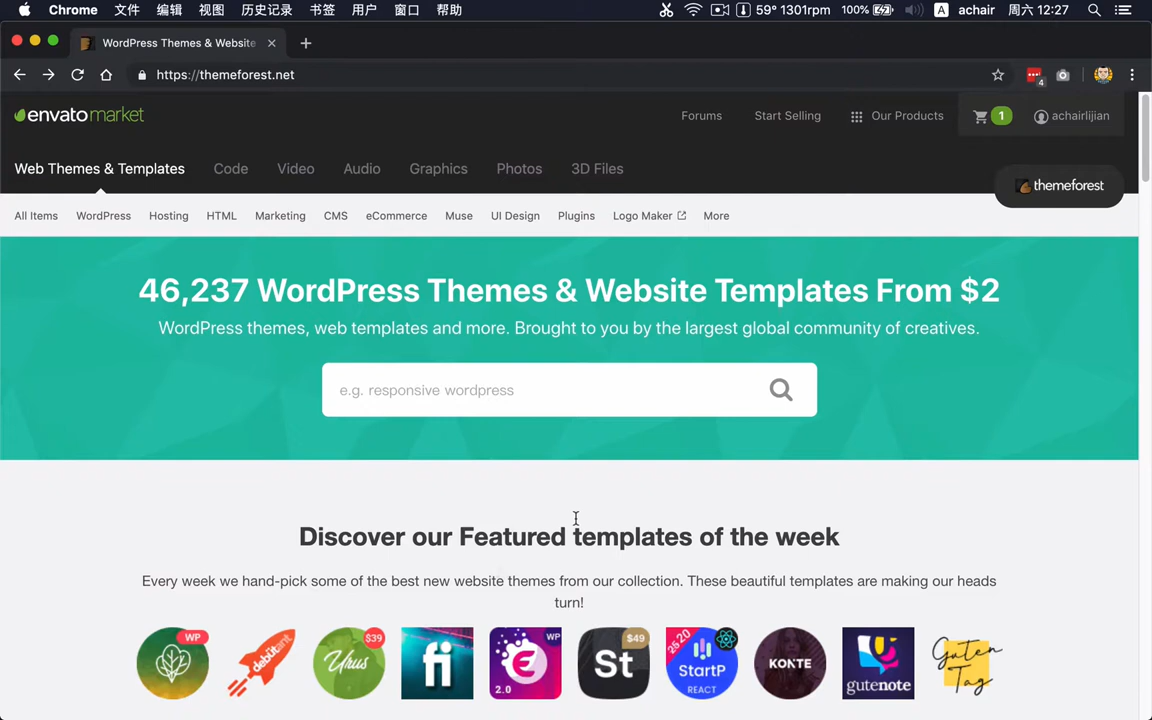 Chrome 文件 编辑 视图 历史记录 书签 用户 窗口 帮助 59° 1301rpm 100% A achair 周六 12:27
WordPress Themes & Website
https://themeforest.net 4
envatomarket Forums Start Selling Our Products 1 achairlijian
Web Themes & Templates Code Video Audio Graphics Photos 3D Files
themeforest
All Items WordPress Hosting HTML Marketing CMS eCommerce Muse UI Design Plugins Logo Maker More
46,237 WordPress Themes & Website Templates From $2
WordPress themes, web templates and more. Brought to you by the largest global community of creatives.
e.g. responsive wordpress
Discover our Featured templates of the week
Every week we hand-pick some of the best new website themes from our collection. These beautiful templates are making our heads
turn!
WP
debutant
$39
fi
WP
e
2.0
$49
St
25.20
StartP
REACT
KONTE
gutenote
Guten
Tag